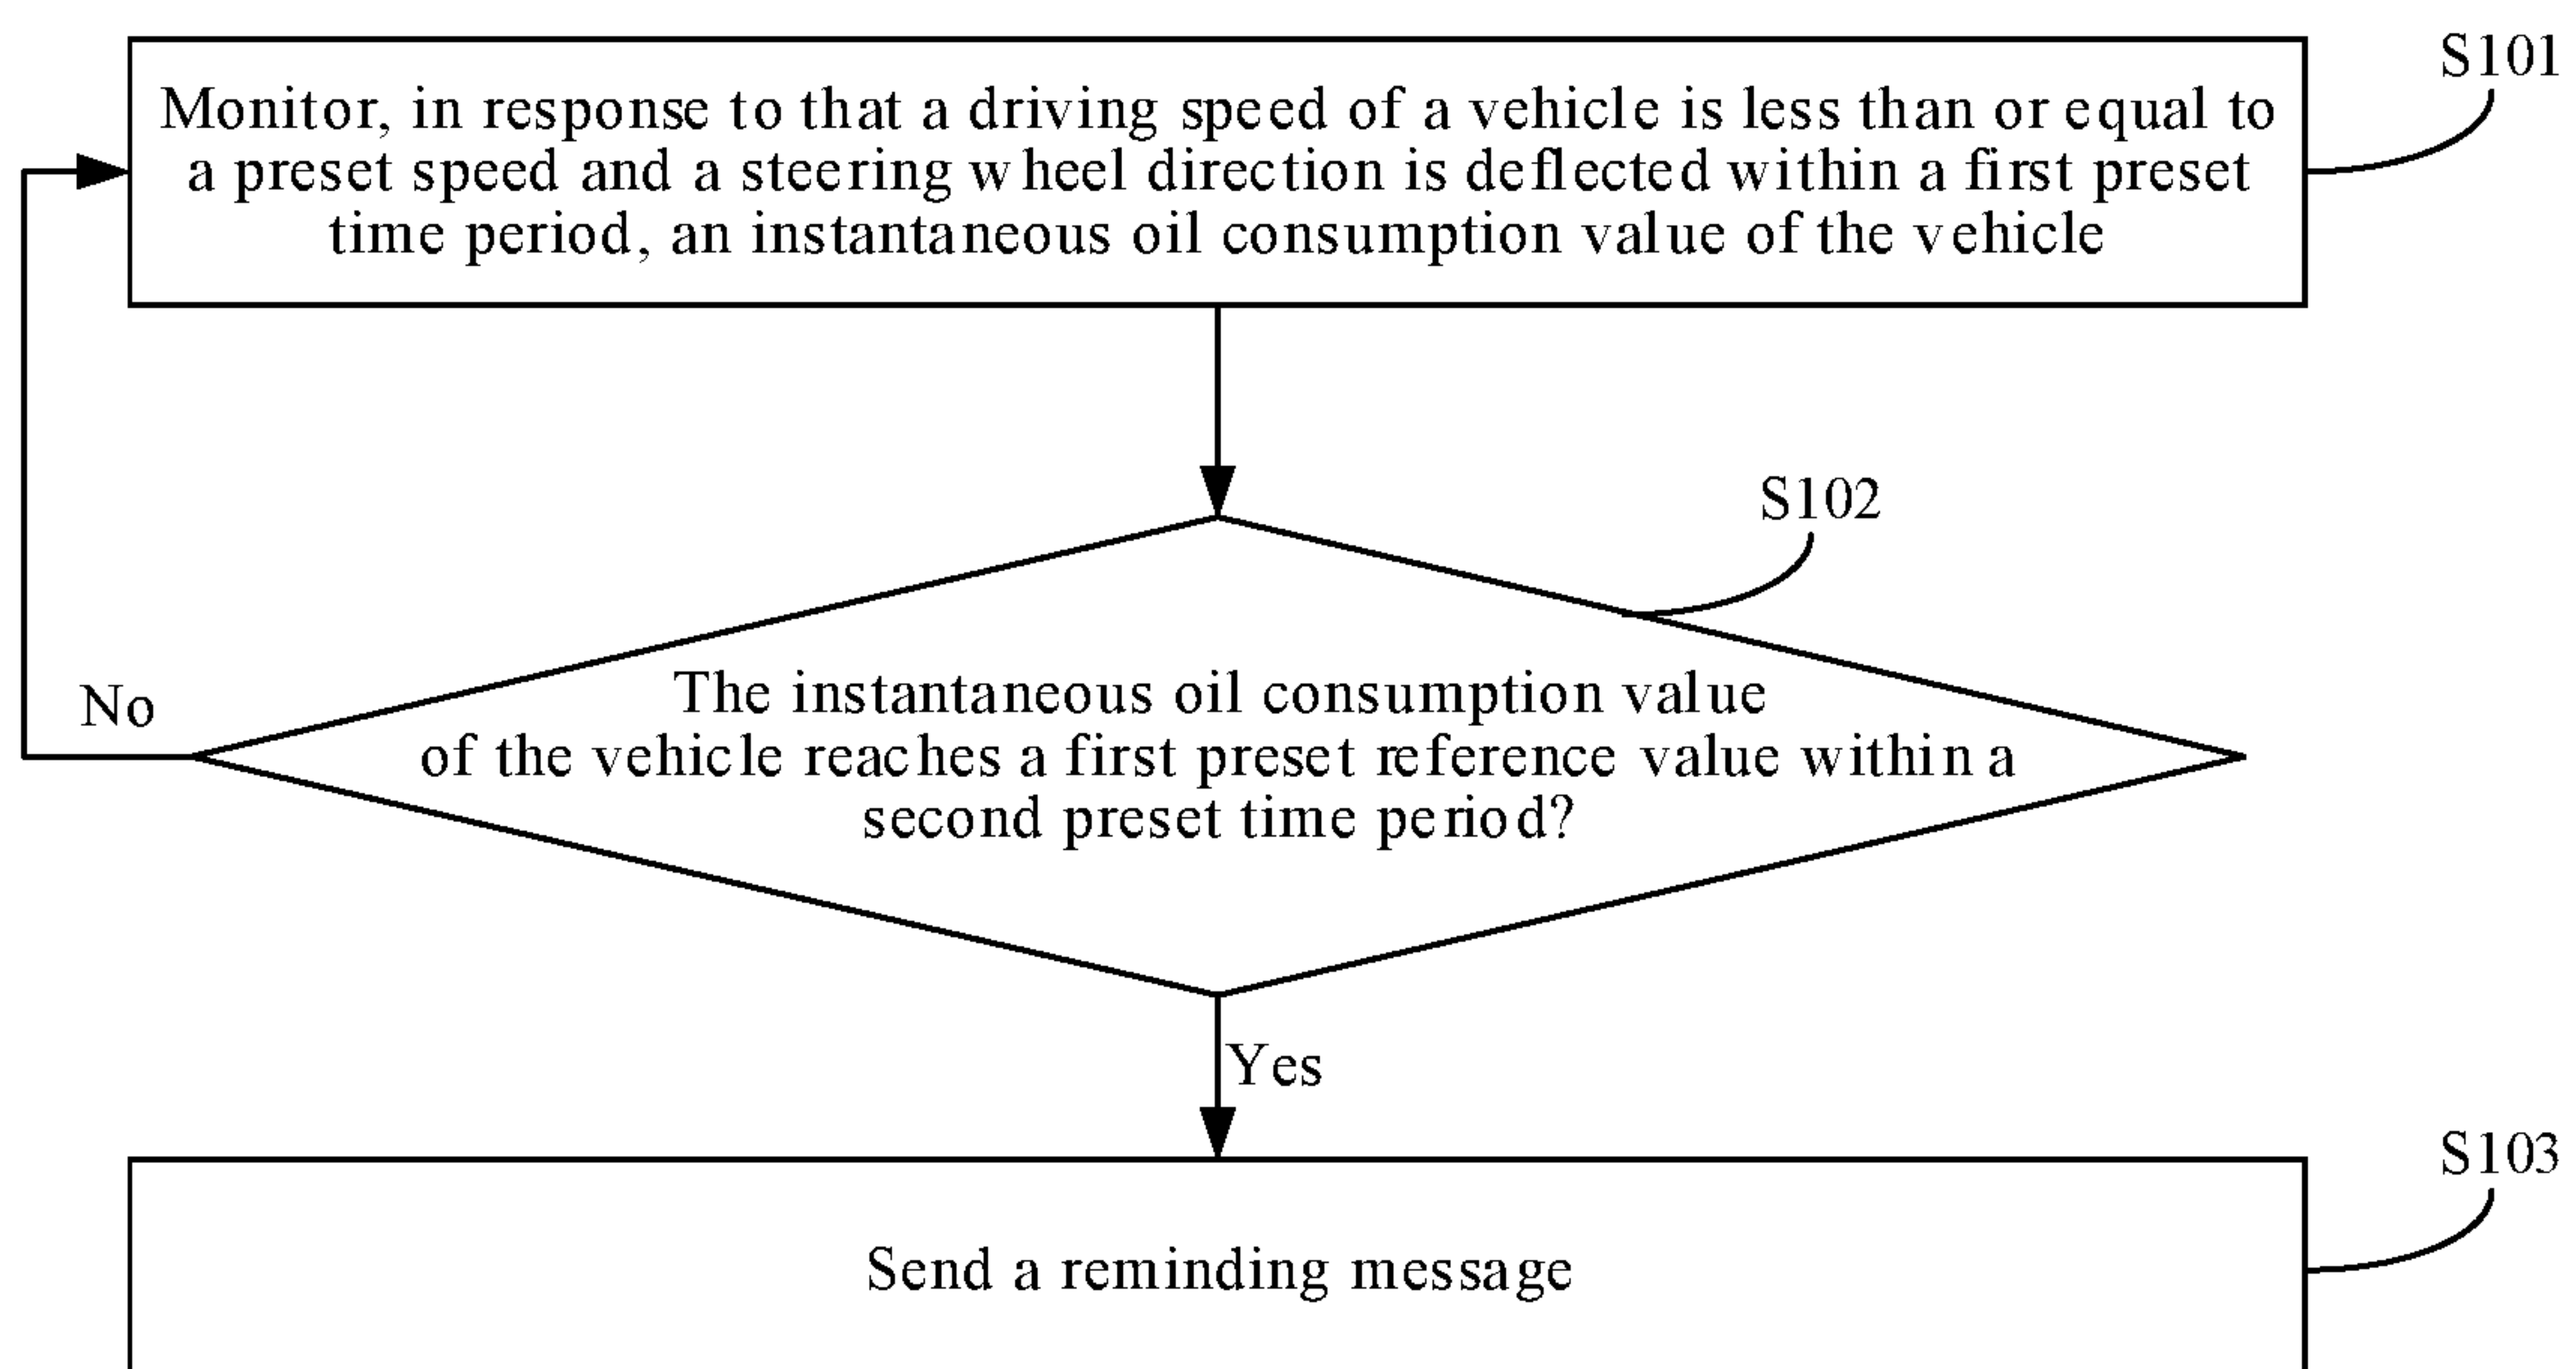 S101
Monitor, in response to that a driving speed of a vehicle is less than or equal to
a preset speed and a steering wheel direction is deflected within a first preset
time period, an instantaneous oil consumption value of the vehicle
S102
The instantaneous oil consumption value
of the vehicle reaches a first preset reference value within a
second preset time period?
No
Yes
S103
Send a reminding message